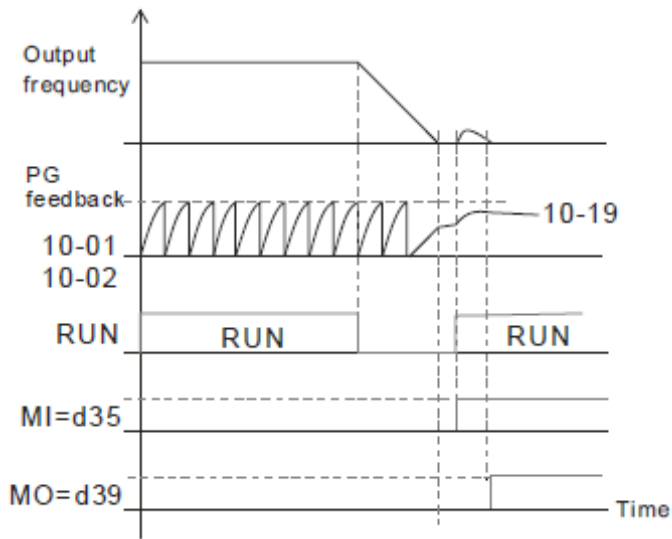 Output
frequency
PG
feedback
10-19
10-01
10-02
RUN
RUN
RUN
MI=d35
MO=d39
Time